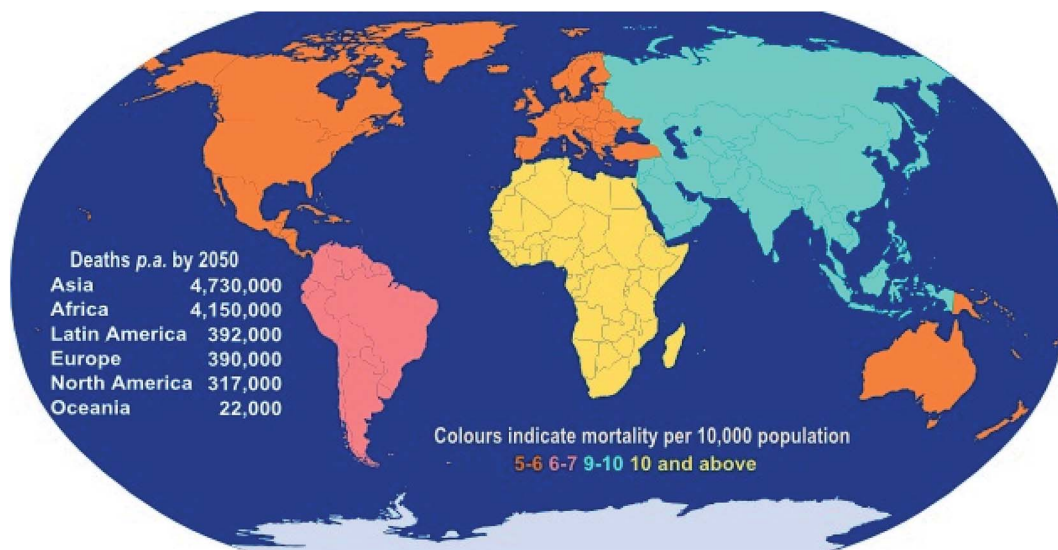 Deaths p.a. by 2050
Asia 4,730,000
Africa 4,150,000
Latin America 392,000
Europe 390,000
North America 317,000
Oceania 22,000
Colours indicate mortality per 10,000 population
5-6 6-7 9-10 10 and above